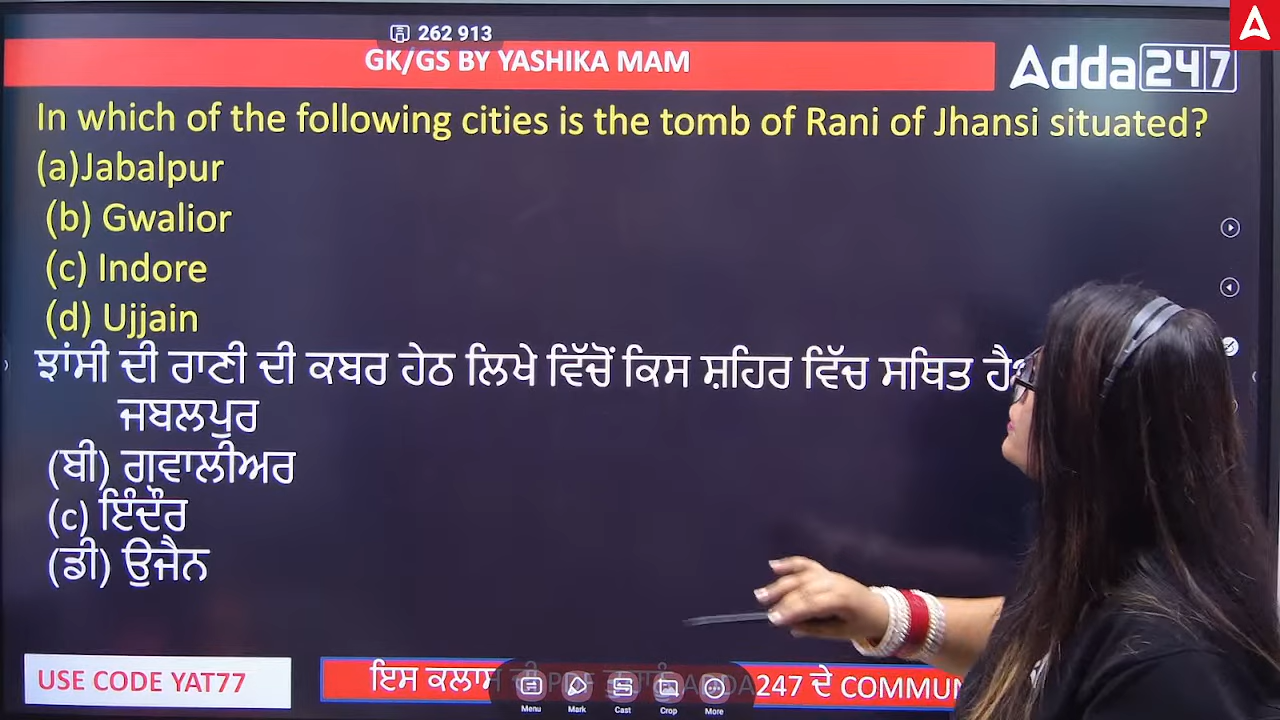 262 913
GK/GS BY YASHIKA MAM
Adda247
In which of the following cities is the tomb of Rani of Jhansi situated?
(a)Jabalpur
(b) Gwalior
(c) Indore
(d) Ujjain
ਝਾਂਸੀ ਦੀ ਰਾਣੀ ਦੀ ਕਬਰ ਹੇਠ ਲਿਖੇ ਵਿੱਚੋਂ ਕਿਸ ਸ਼ਹਿਰ ਵਿੱਚ ਸਥਿਤ ਹੈ?
ਜਬਲਪੁਰ
(ਬੀ) ਗਵਾਲੀਅਰ
(c) ਇੰਦੌਰ
(ਡੀ) ਉਜੈਨ
USE CODE YAT77
ਇਸ ਕਲਾਸ ਦੀ PDF ADDA247 ਦੇ COMMUN
Menu Mark Cast Crop More